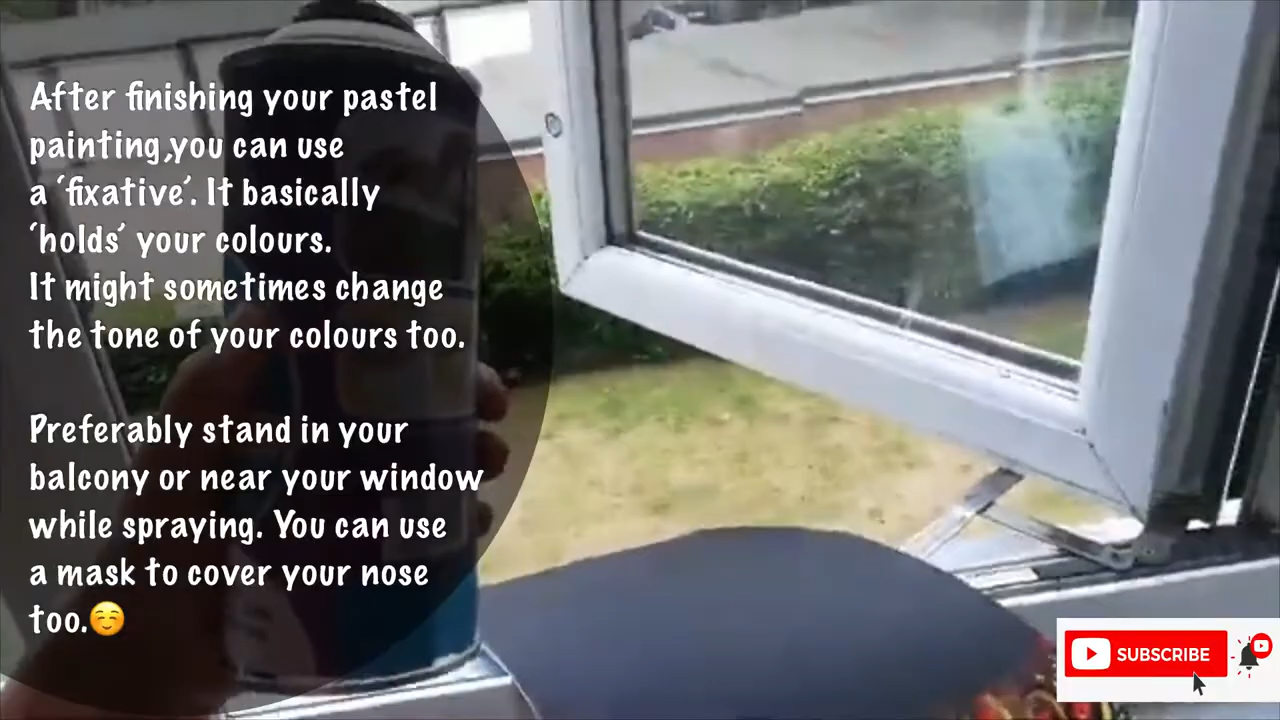 After finishing your pastel
painting,you can use
a ‘fixative’. It basically
‘holds’ your colours.
It might sometimes change
the tone of your colours too.
Preferably stand in your
balcony or near your window
while spraying. You can use
a mask to cover your nose
too.☺️
SUBSCRIBE